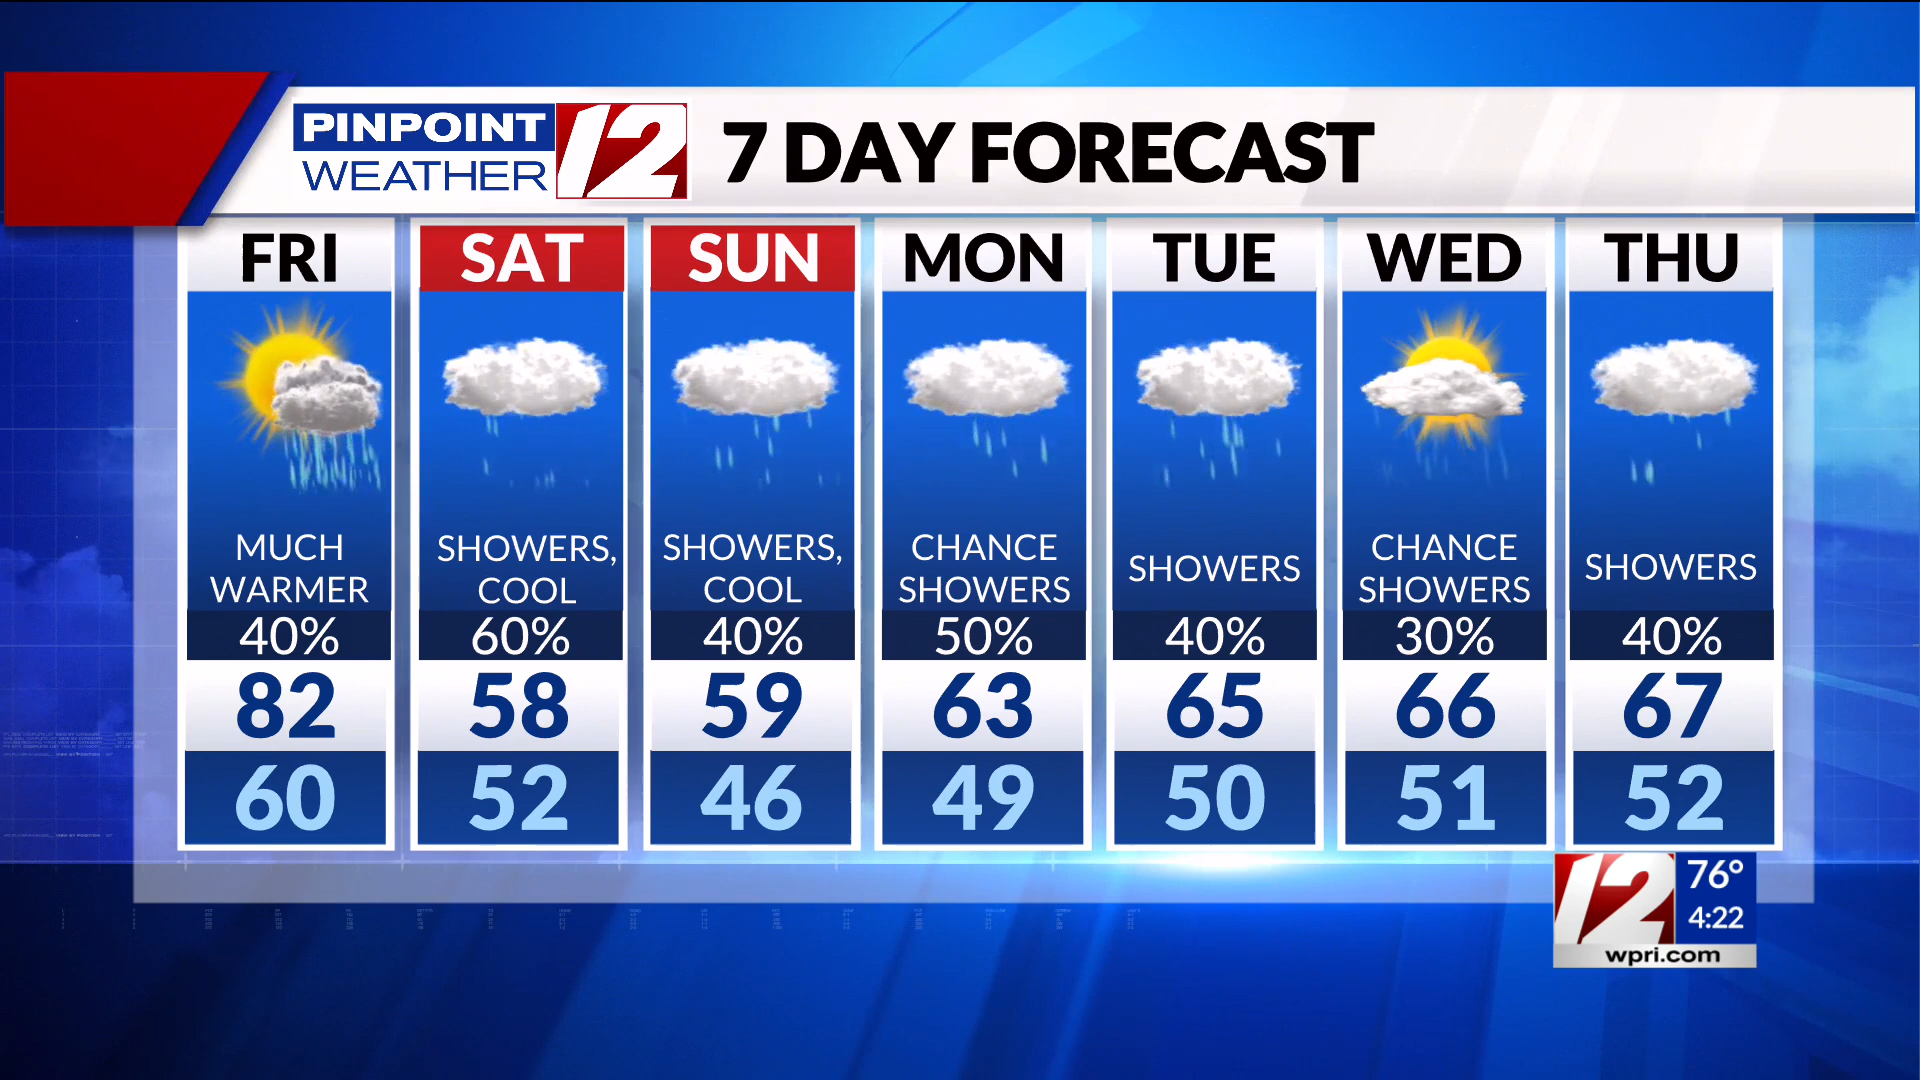 PINPOINT
WEATHER
12
7 DAY FORECAST
FRI
MUCH
WARMER
40%
82
60
SAT
SHOWERS,
COOL
60%
58
52
SUN
SHOWERS,
COOL
40%
59
46
MON
CHANCE
SHOWERS
50%
63
49
TUE
SHOWERS
40%
65
50
WED
CHANCE
SHOWERS
30%
66
51
THU
SHOWERS
40%
67
52
12
76°
4:22
wpri.com